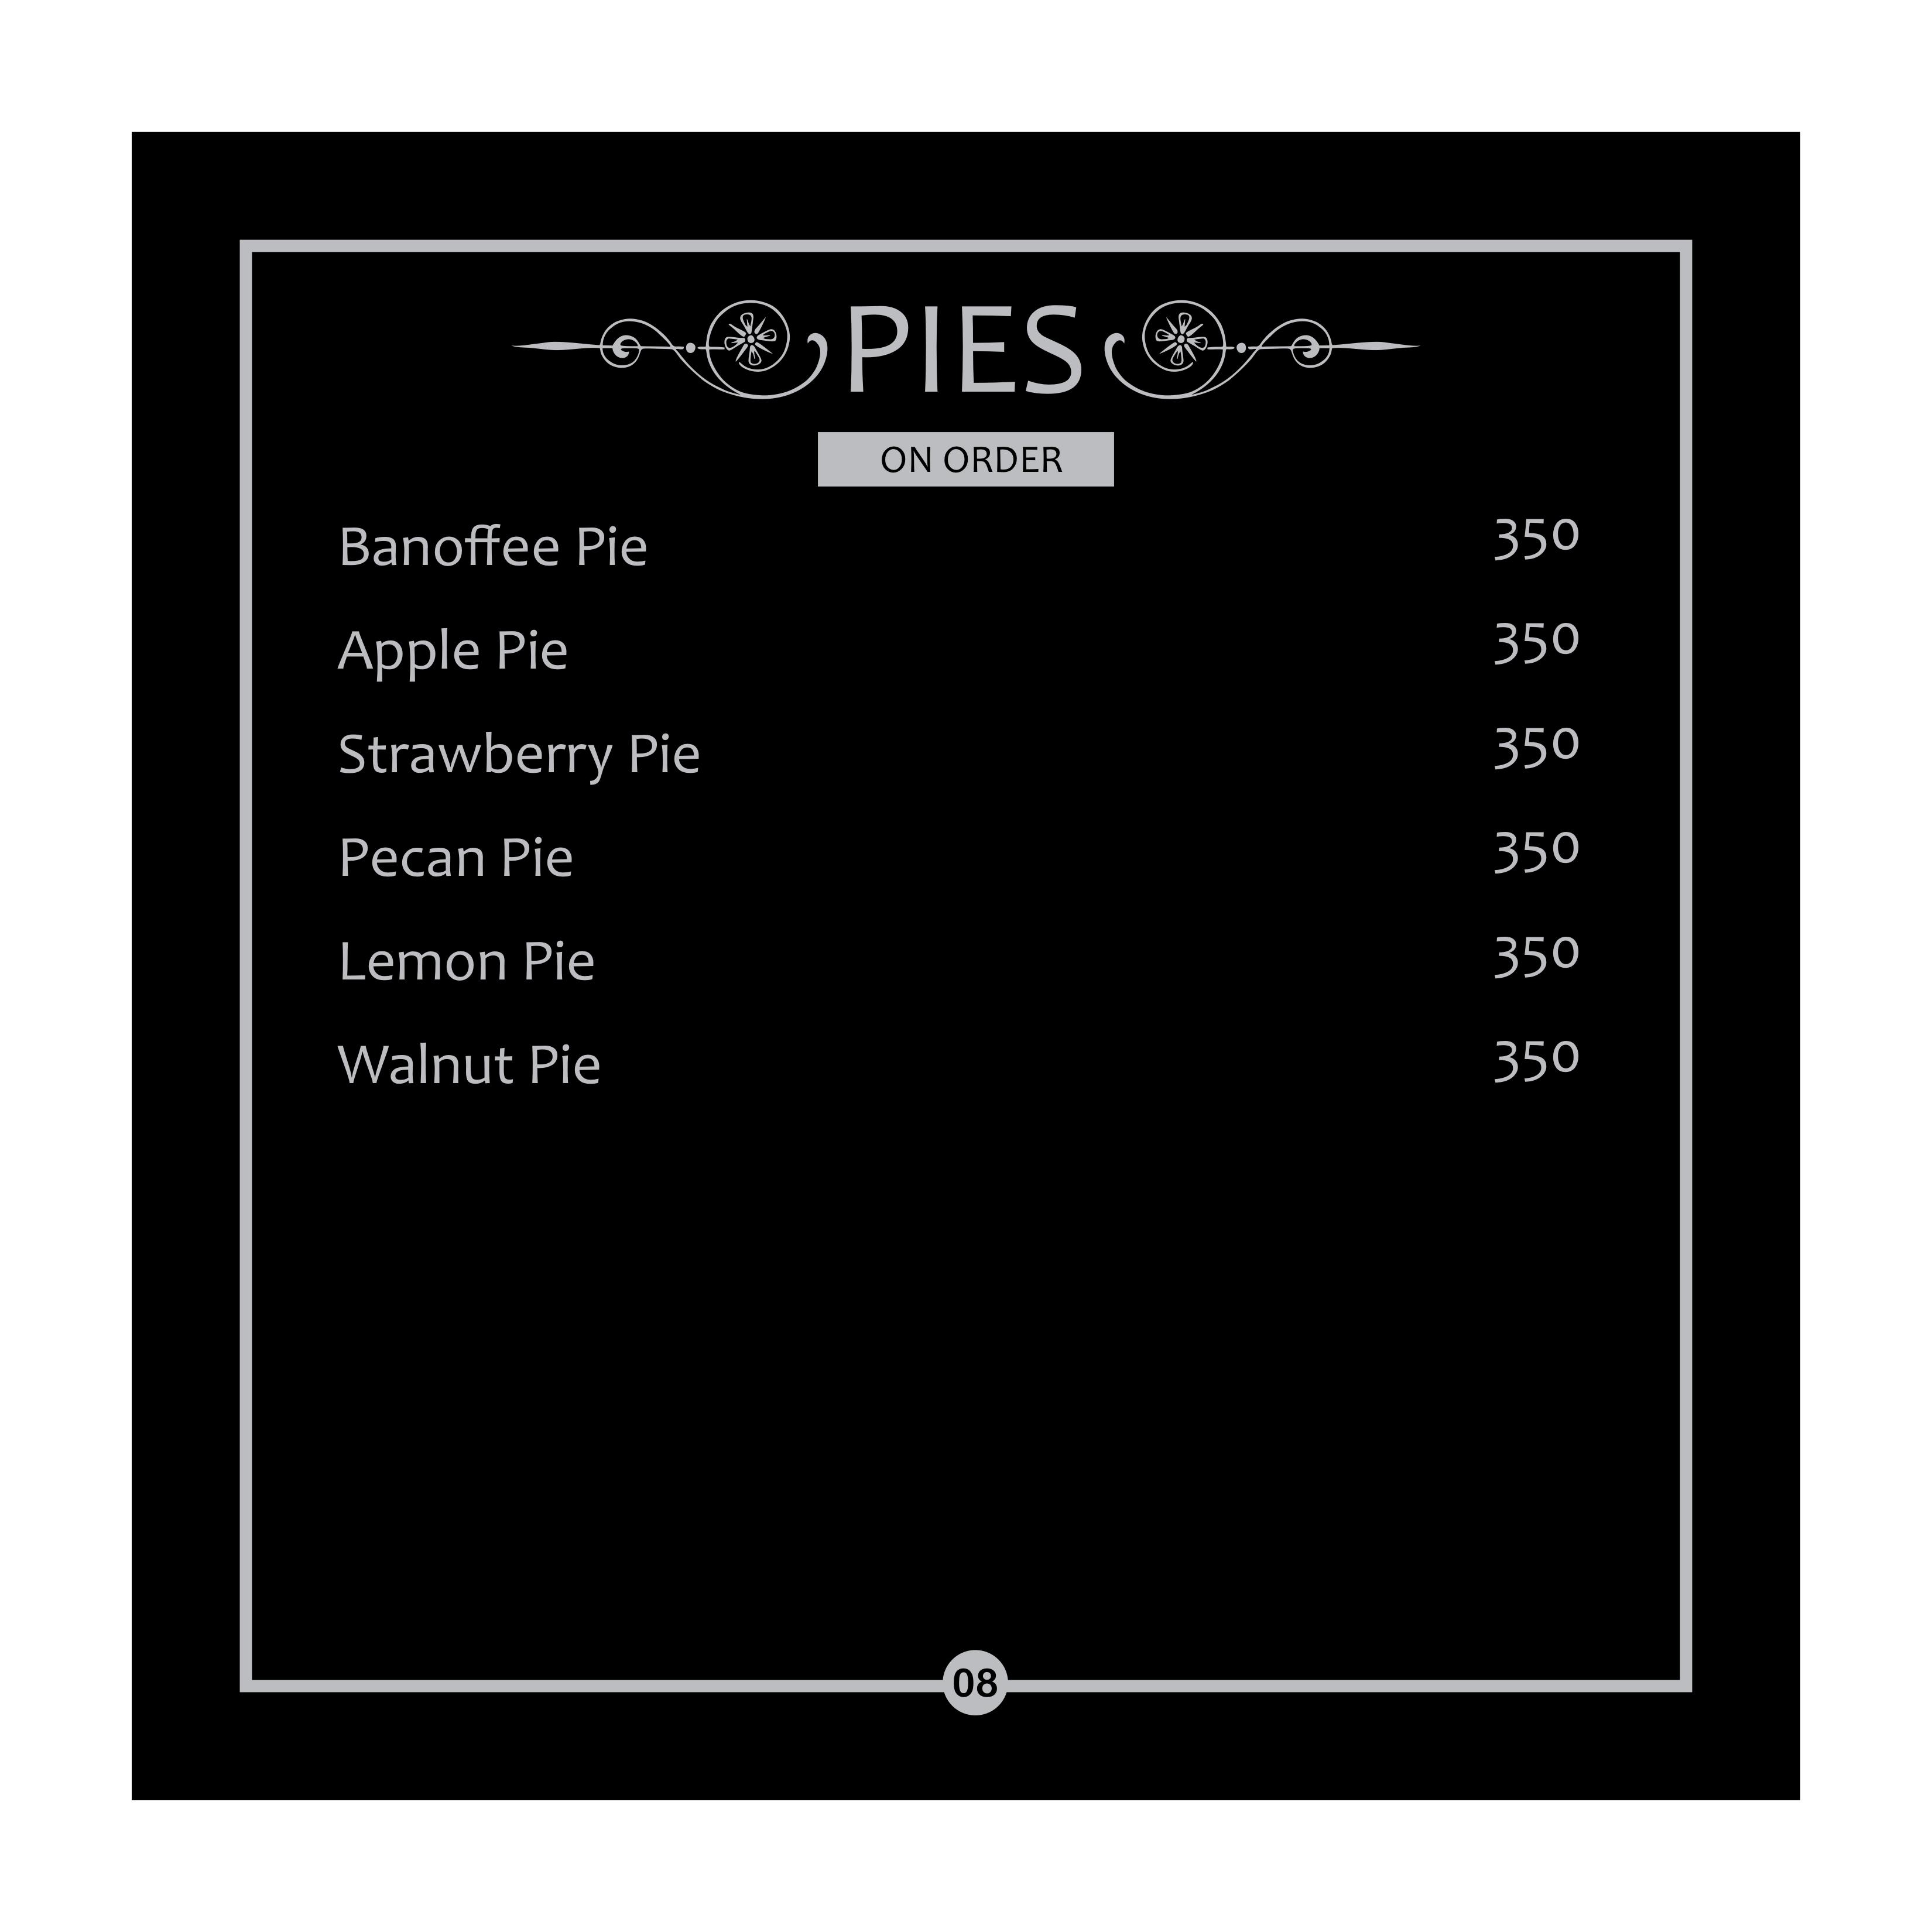 PIES
ON ORDER
Banoffee Pie 350
Apple Pie 350
Strawberry Pie 350
Pecan Pie 350
Lemon Pie 350
Walnut Pie 350
08